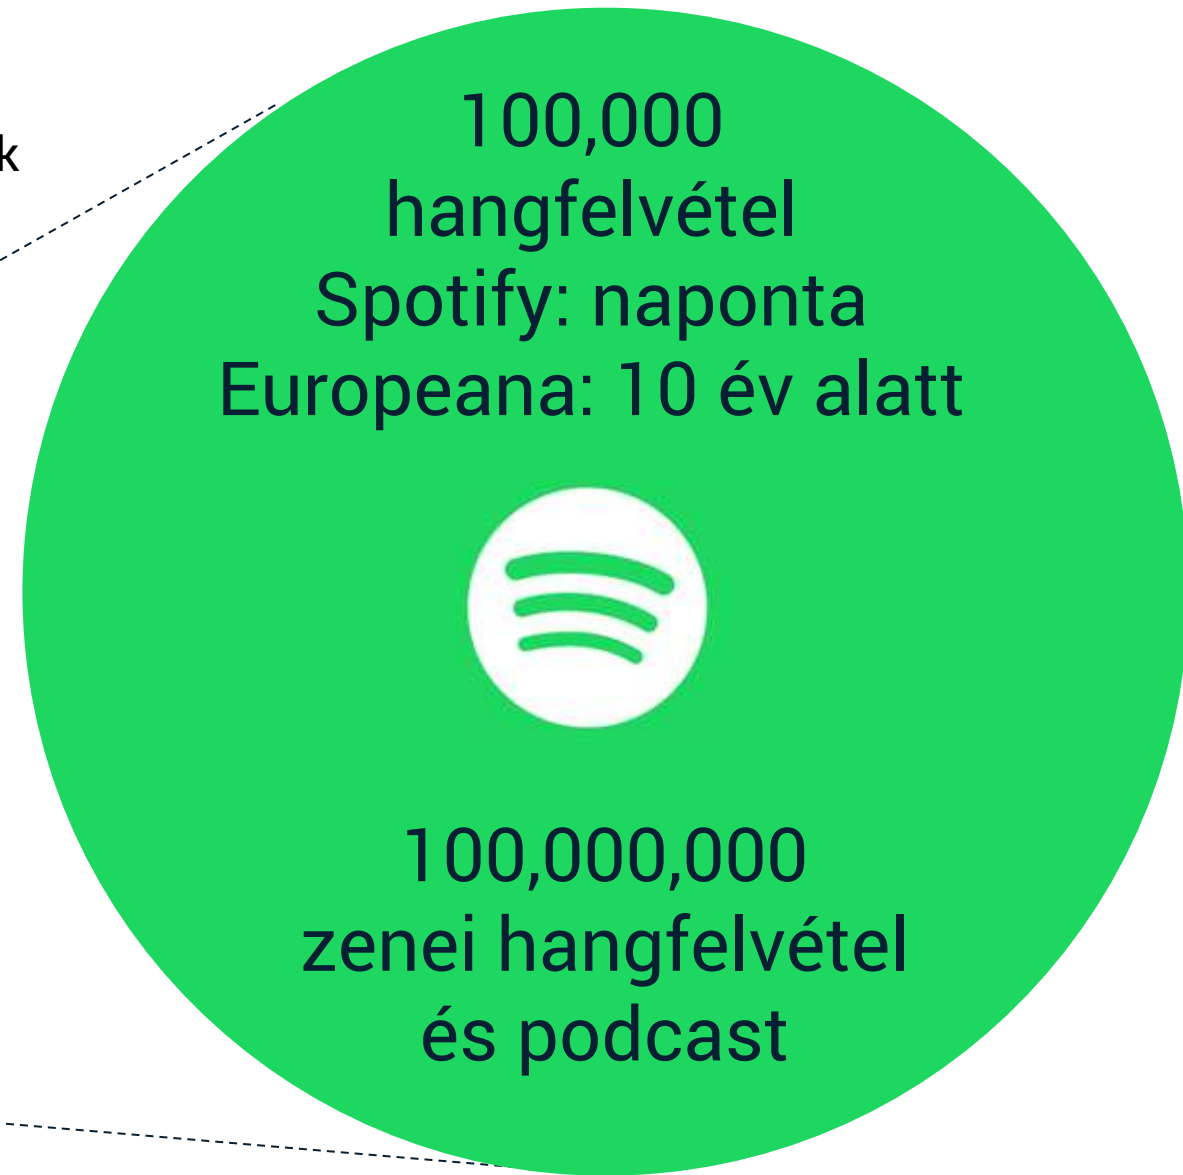 k
100,000
hangfelvétel
Spotify: naponta
Europeana: 10 év alatt
100,000,000
zenei hangfelvétel
és podcast